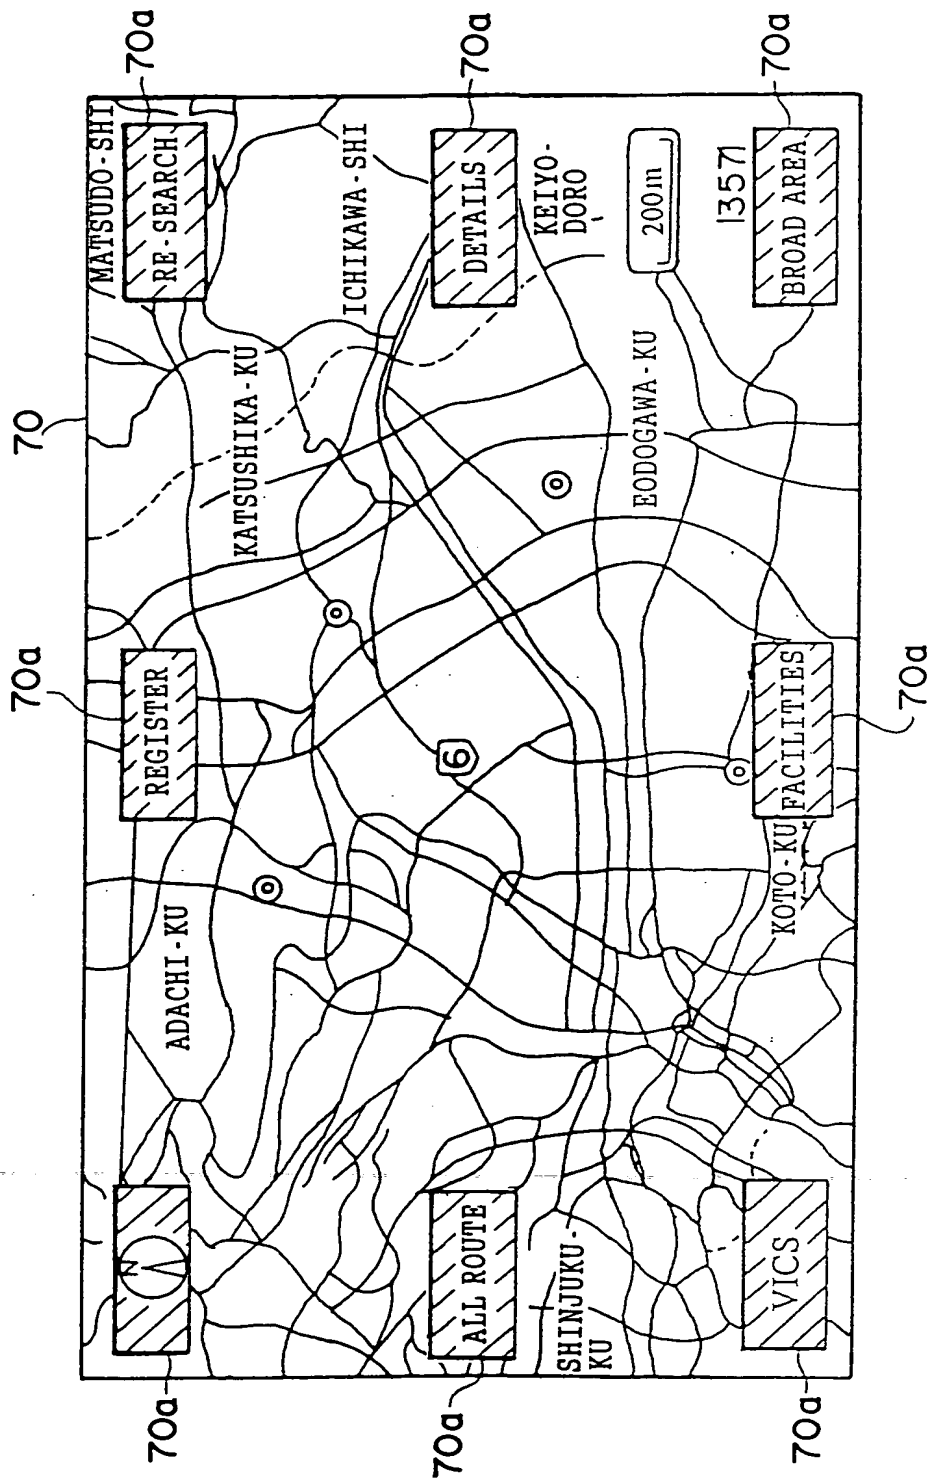 70a
70
MATSUDO-SHI
70a
N
REGISTER
RE-SEARCH
70a
ADACHI-KU
KATSUSHIKA-KU
ICHIKAWA-SHI
6
70a
ALL ROUTE
DETAILS
70a
SHINJUKU-
KU
KEIYO-
DORO
EODOGAWA-KU
200m
13571
KOTO-KU
70a
VICS
FACILITIES
BROAD AREA
70a
70a